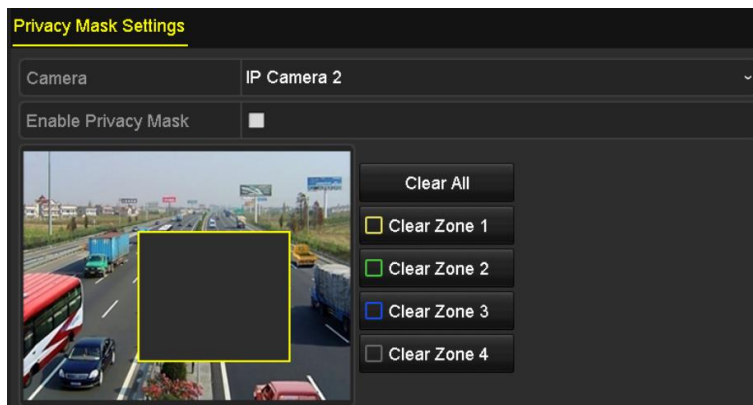 Privacy Mask Settings
Camera
IP Camera 2
Enable Privacy Mask
Clear All
Clear Zone 1
Clear Zone 2
Clear Zone 3
Clear Zone 4